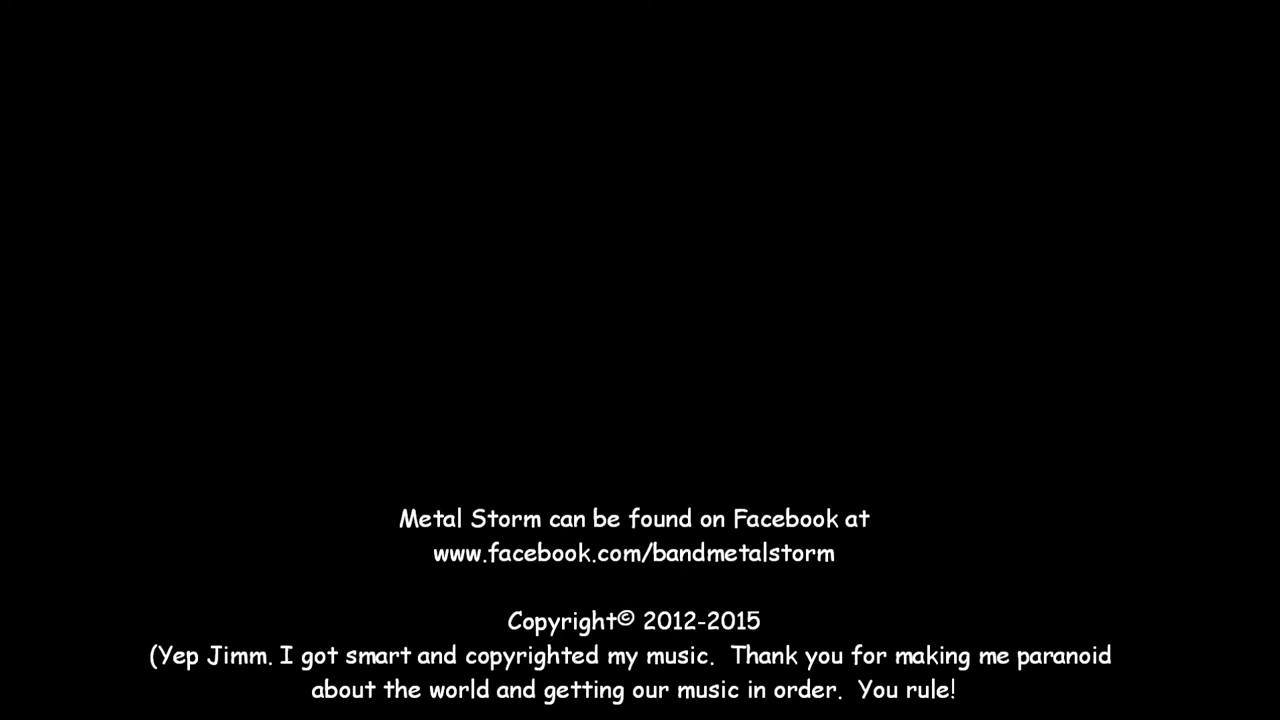 Metal Storm can be found on Facebook at
www.facebook.com/bandmetalstorm
Copyright© 2012-2015
(Yep Jimm. I got smart and copyrighted my music.  Thank you for making me paranoid
about the world and getting our music in order.  You rule!